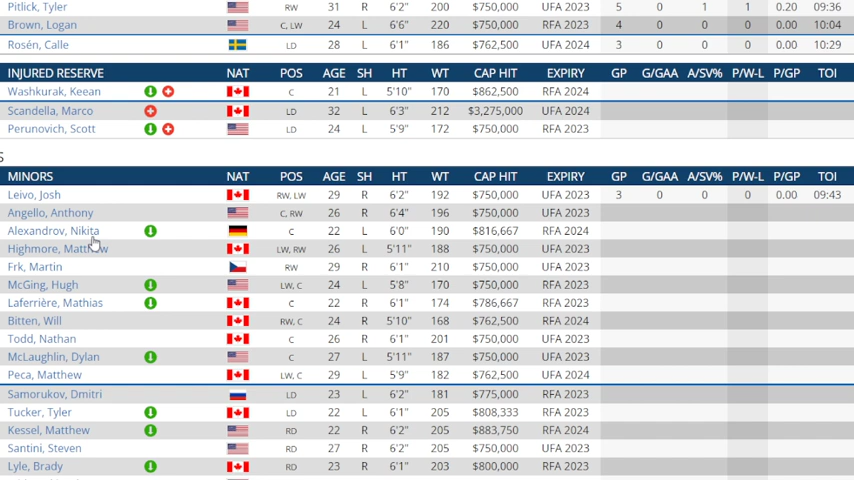 Pitlick, Tyler RW 31 R 6'2" 200 $750,000 UFA 2023 5 0 1 1 0.20 09:36
Brown, Logan C, LW 24 L 6'6" 220 $750,000 UFA 2023 4 0 0 0 0.00 10:04
Rosén, Calle LD 28 L 6'1" 186 $762,500 UFA 2024 3 0 0 0 0.00 10:29
INJURED RESERVE NAT POS AGE SH HT WT CAP HIT EXPIRY GP G/GAA A/SV% P/W-L P/GP TOI
Washkurak, Keean C 21 L 5'10" 170 $862,500 RFA 2024
Scandella, Marco LD 32 L 6'3" 212 $3,275,000 UFA 2024
Perunovich, Scott LD 24 L 5'9" 172 $750,000 RFA 2023
S
MINORS NAT POS AGE SH HT WT CAP HIT EXPIRY GP G/GAA A/SV% P/W-L P/GP TOI
Leivo, Josh RW, LW 29 R 6'2" 192 $750,000 UFA 2023 3 0 0 0 0.00 09:43
Angello, Anthony C, RW 26 R 6'4" 196 $750,000 UFA 2023
Alexandrov, Nikita C 22 L 6'0" 190 $816,667 RFA 2024
Highmore, Matthew LW, RW 26 L 5'11" 188 $750,000 UFA 2023
Frk, Martin RW 29 R 6'1" 210 $750,000 UFA 2023
McGing, Hugh LW, C 24 L 5'8" 170 $750,000 RFA 2023
Laferrière, Mathias C 22 R 6'1" 174 $786,667 RFA 2023
Bitten, Will RW, C 24 R 5'10" 168 $762,500 RFA 2024
Todd, Nathan C 26 R 6'1" 201 $750,000 UFA 2023
McLaughlin, Dylan C 27 L 5'11" 187 $750,000 UFA 2023
Peca, Matthew LW, C 29 L 5'9" 182 $762,500 UFA 2023
Samorukov, Dmitri LD 23 L 6'2" 181 $775,000 RFA 2023
Tucker, Tyler LD 22 L 6'1" 205 $808,333 RFA 2023
Kessel, Matthew RD 22 R 6'2" 205 $883,750 RFA 2024
Santini, Steven RD 27 R 6'2" 205 $750,000 UFA 2023
Lyle, Brady RD 23 R 6'1" 203 $800,000 RFA 2023